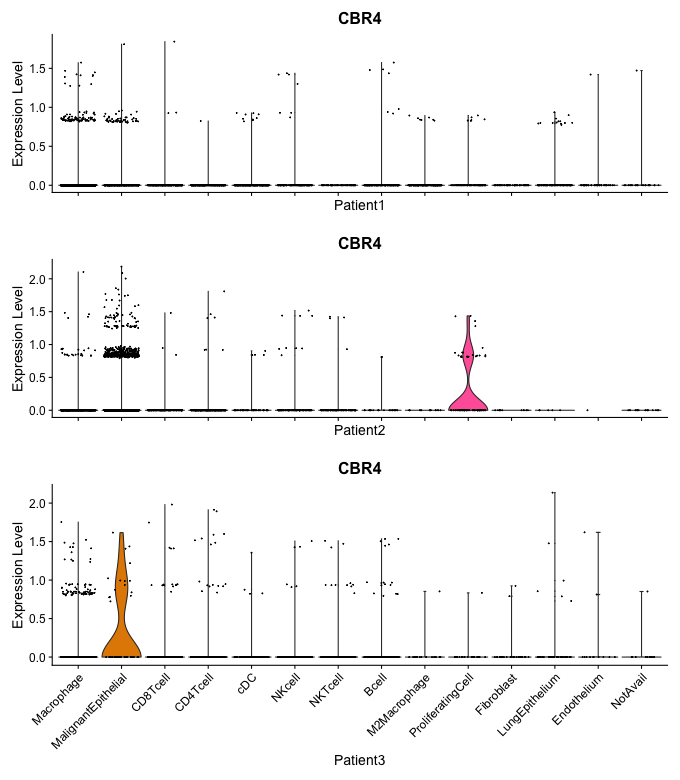 CBR4
Expression Level
1.5
1.0
0.5
0.0
Patient1
CBR4
Expression Level
2.0
1.5
1.0
0.5
0.0
Patient2
CBR4
Expression Level
2.0
1.5
1.0
0.5
0.0
Macrophage
MalignantEpithelial
CD8Tcell
CD4Tcell
cDC
NKcell
NKTcell
Bcell
M2Macrophage
ProliferatingCell
Fibroblast
LungEpithelium
Endothelium
NotAvail
Patient3